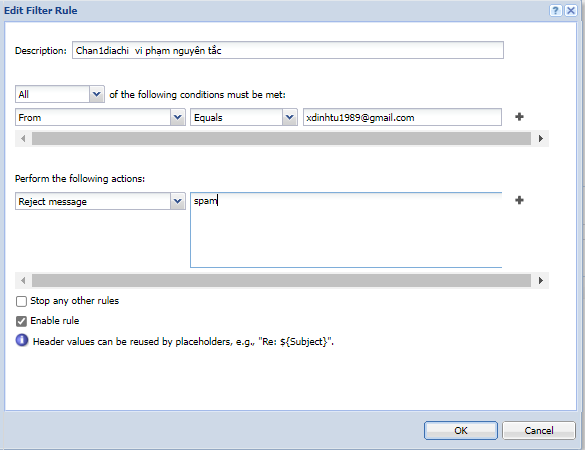 Edit Filter Rule
Description: Chan1diachi vi phạm nguyên tắc
All of the following conditions must be met:
From Equals xdinhtu1989@gmail.com
Perform the following actions:
Reject message spam
Stop any other rules
Enable rule
Header values can be reused by placeholders, e.g., "Re: ${Subject}".
OK Cancel